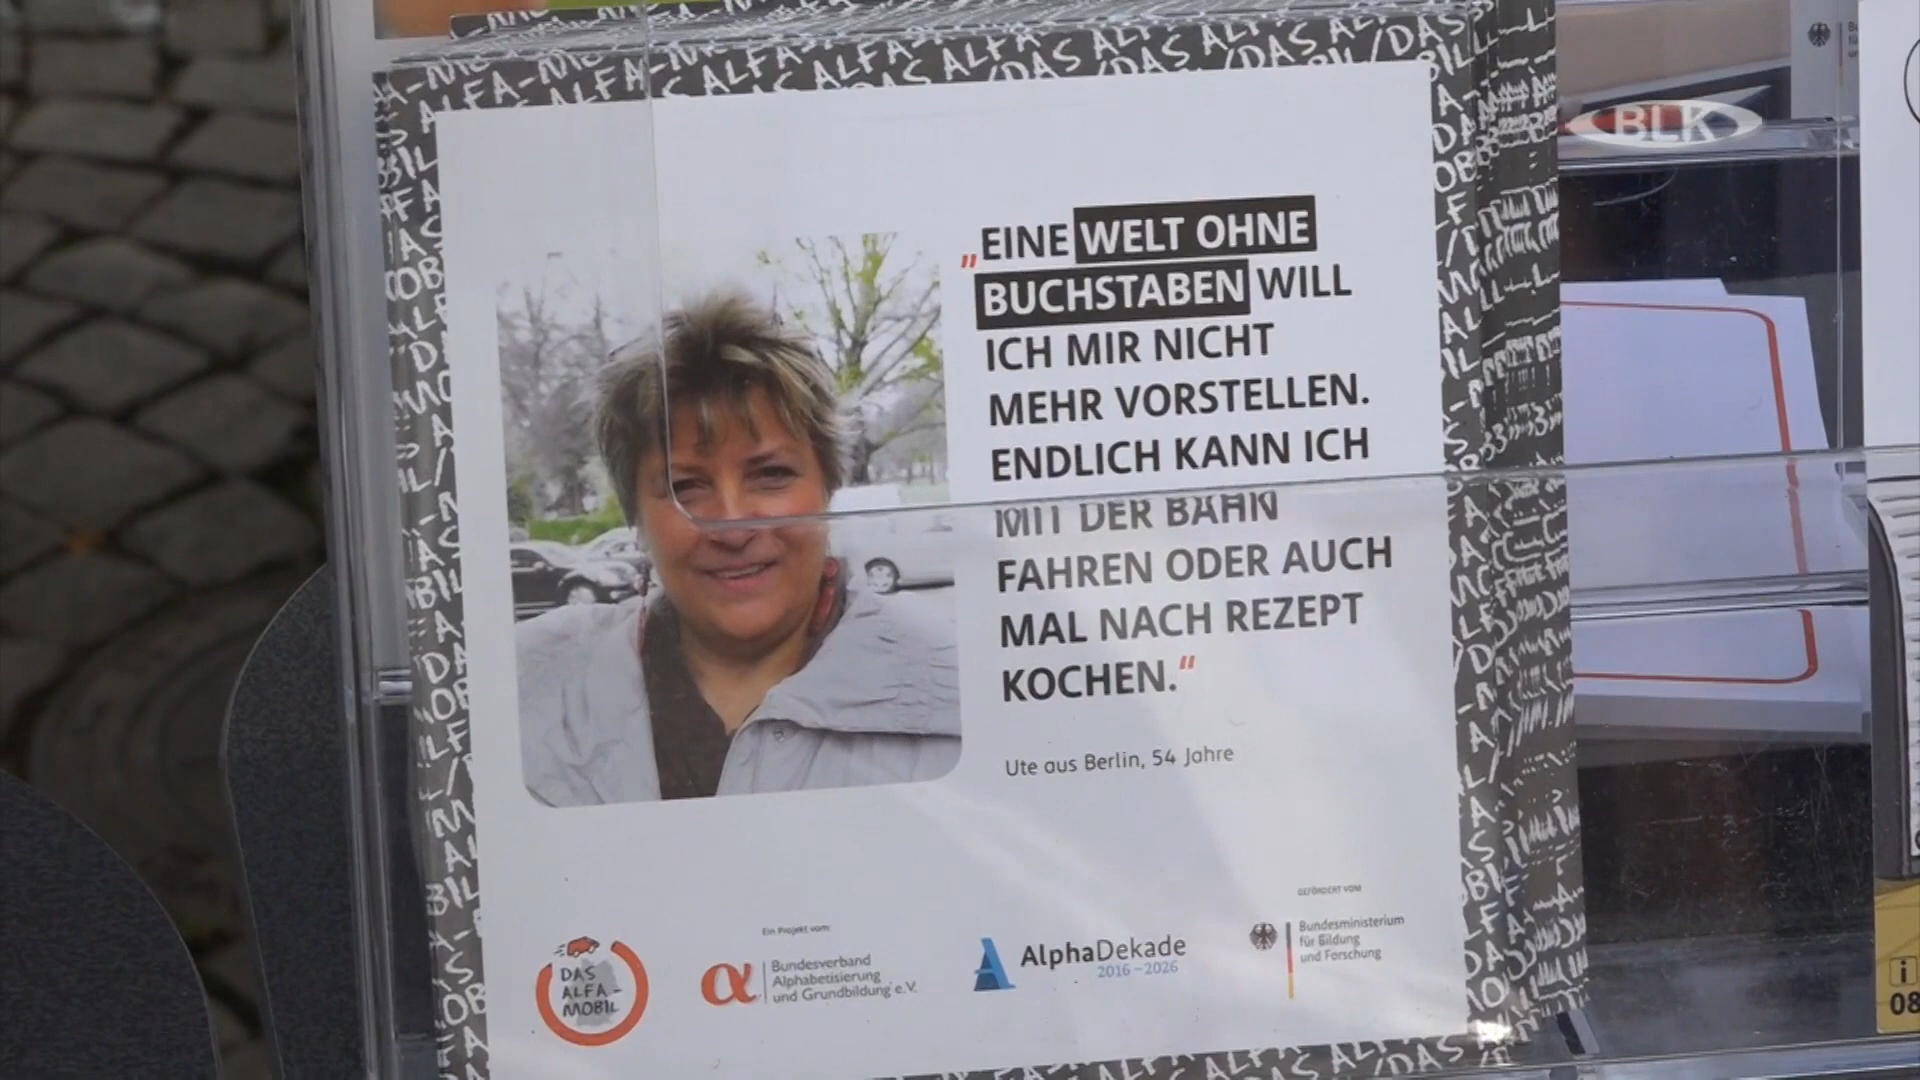 BLK
„EINE WELT OHNE
BUCHSTABEN WILL
ICH MIR NICHT
MEHR VORSTELLEN.
ENDLICH KANN ICH
MIT DER BAHN
FAHREN ODER AUCH
MAL NACH REZEPT
KOCHEN.“
Ute aus Berlin, 54 Jahre
DAS
ALFA-
MOBIL
Ein Projekt vom:
α Bundesverband
Alphabetisierung
und Grundbildung e.V.
AlphaDekade
2016–2026
GEFÖRDERT VOM
Bundesministerium
für Bildung
und Forschung
i
08